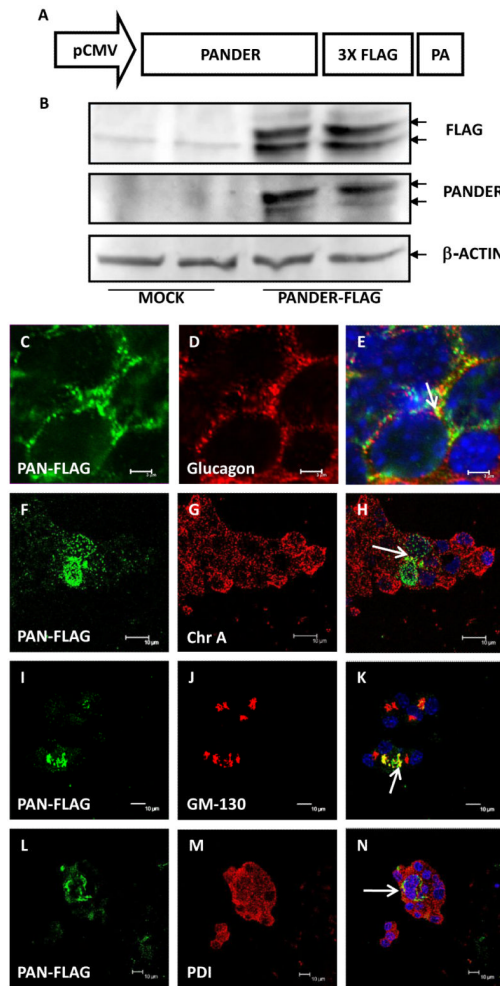 A
pCMV PANDER 3X FLAG PA
B
FLAG
PANDER
β-ACTIN
MOCK PANDER-FLAG
C D E
PAN-FLAG Glucagon
F G H
PAN-FLAG Chr A
10 µm 10 µm 10 µm
I J K
PAN-FLAG GM-130
10 µm 10 µm 10 µm
L M N
PAN-FLAG PDI
10 µm 10 µm 10 µm